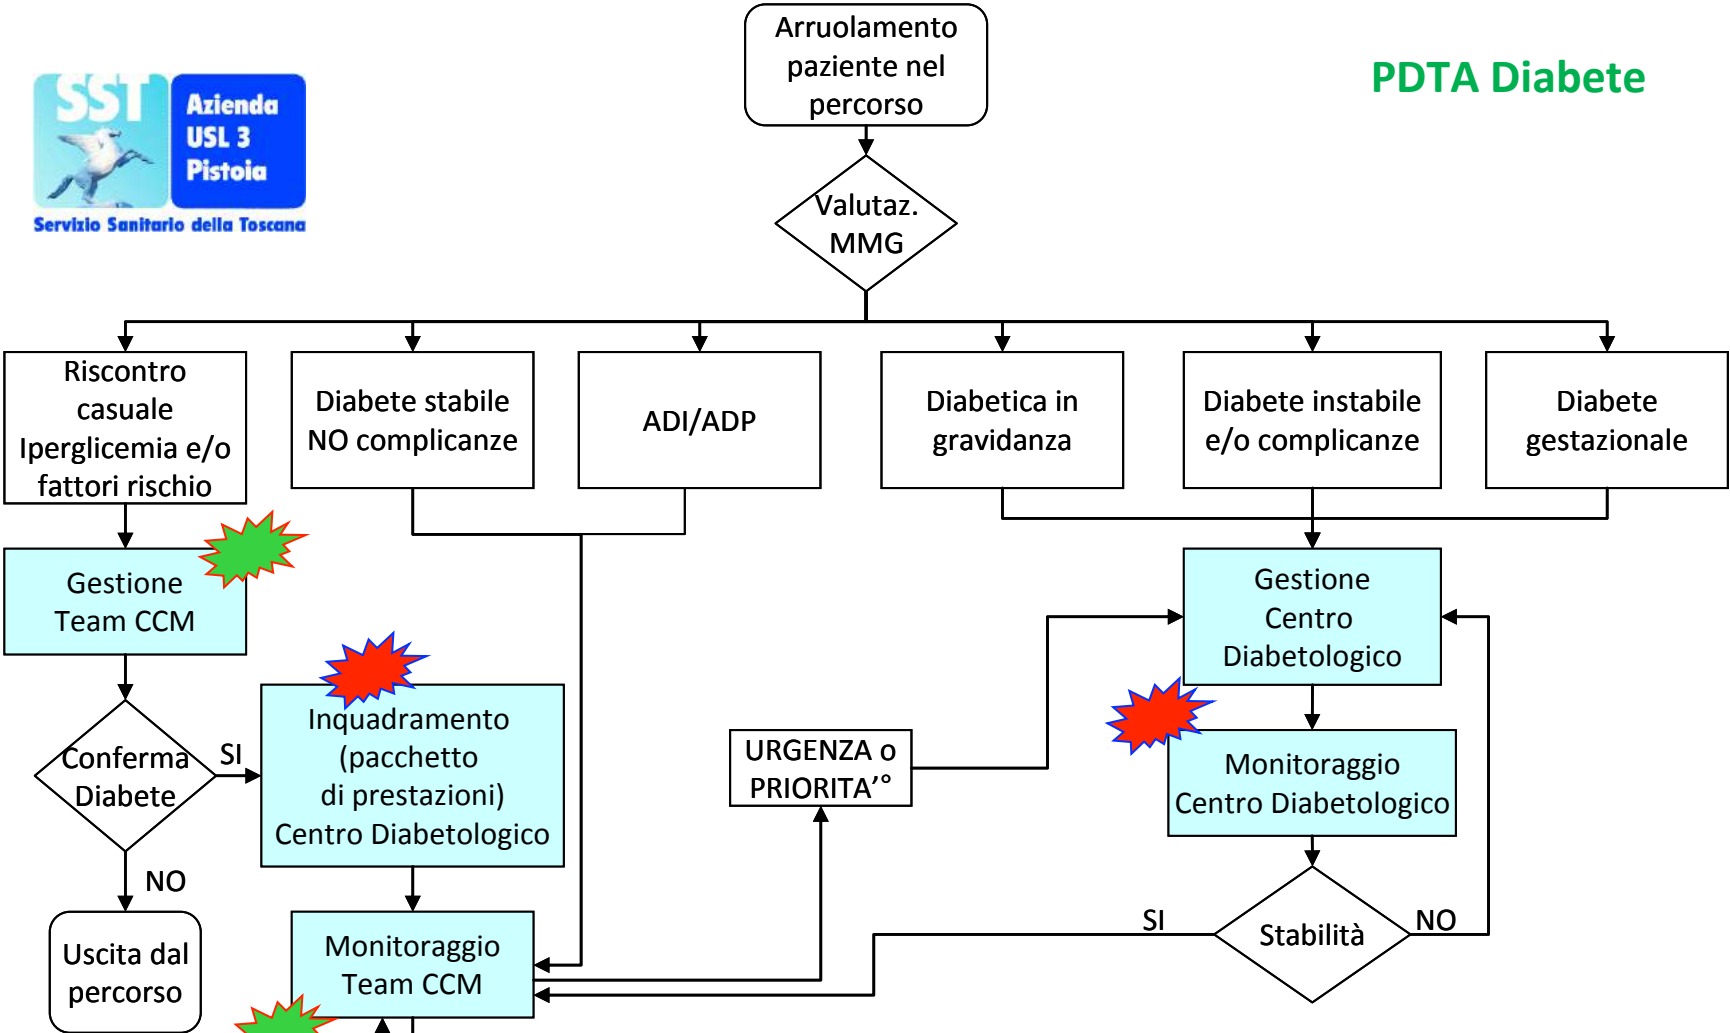 Arruolamento
paziente nel
percorso
PDTA Diabete
SST
Azienda
USL 3
Pistoia
Servizio Sanitario della Toscana
Valutaz.
MMG
Riscontro
casuale
Iperglicemia e/o
fattori rischio
Diabete stabile
NO complicanze
ADI/ADP
Diabetica in
gravidanza
Diabete instabile
e/o complicanze
Diabete
gestazionale
Gestione
Team CCM
Gestione
Centro
Diabetologico
Conferma
Diabete
SI
Inquadramento
(pacchetto
di prestazioni)
Centro Diabetologico
URGENZA o
PRIORITA’°
Monitoraggio
Centro Diabetologico
NO
Uscita dal
percorso
Monitoraggio
Team CCM
SI
Stabilità
NO